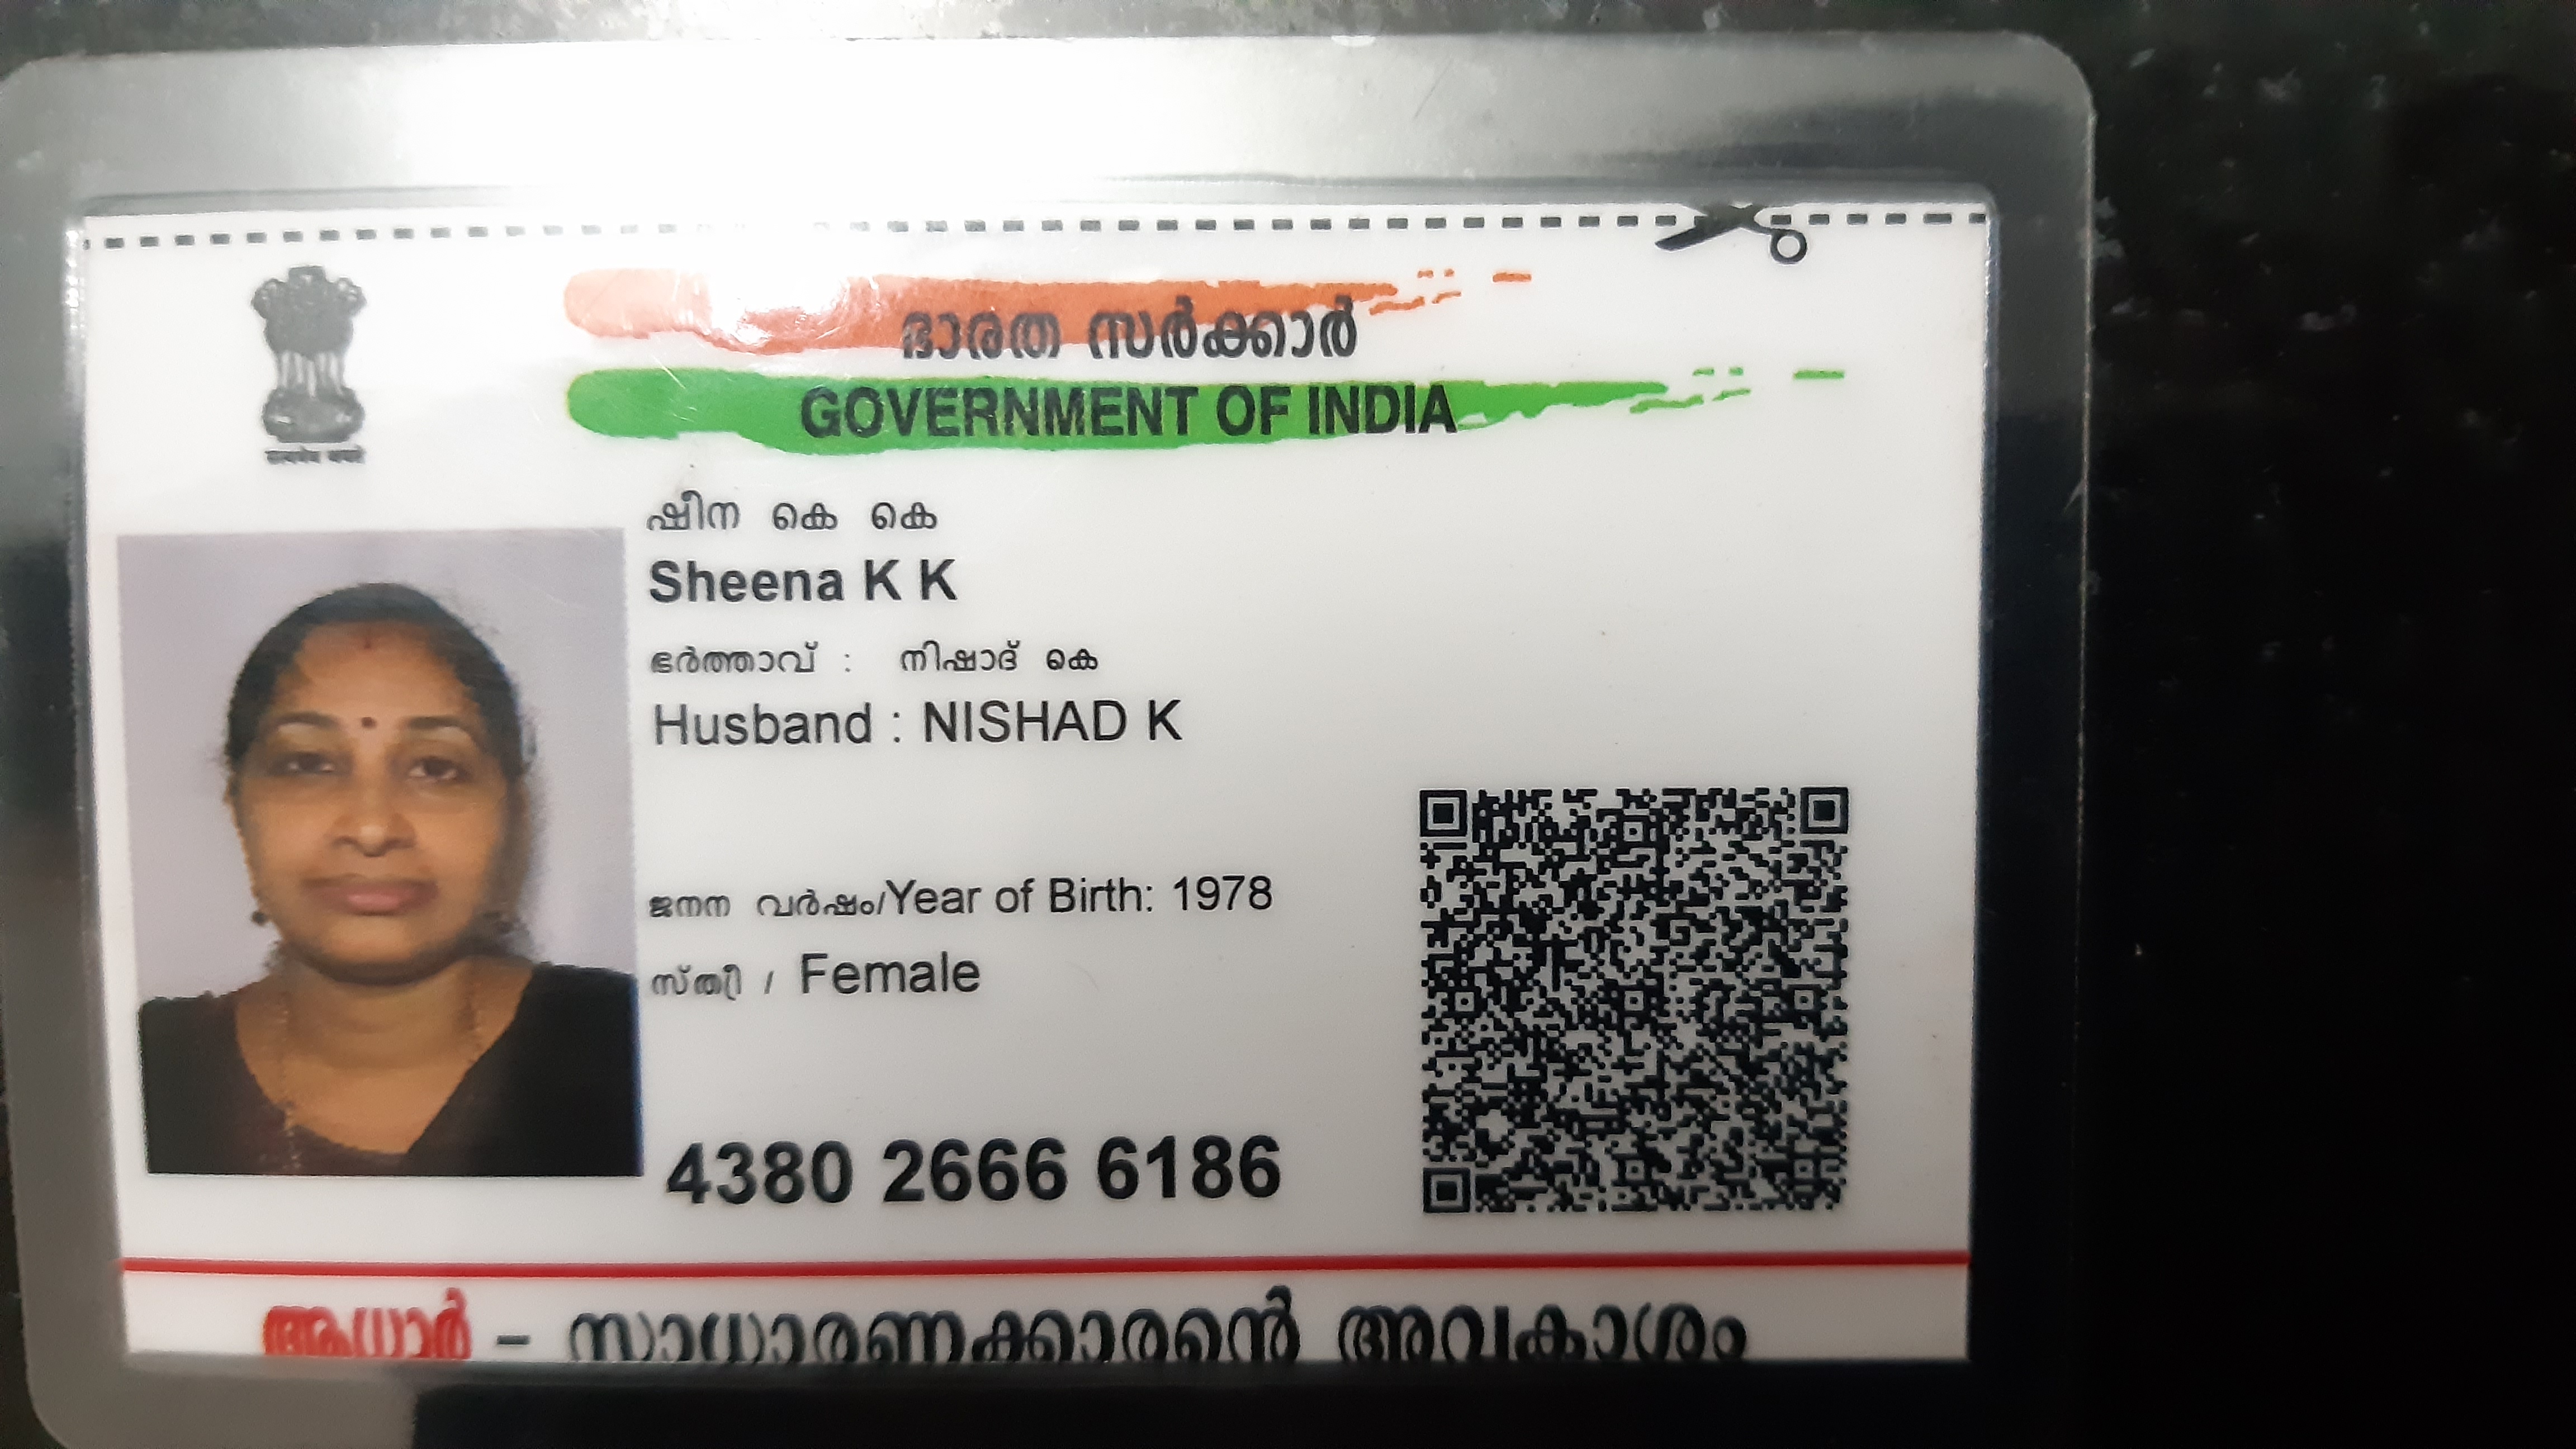 ഭാരത സർക്കാർ
GOVERNMENT OF INDIA
ഷീന കെ കെ
Sheena K K
ഭർത്താവ് : നിഷാദ് കെ
Husband : NISHAD K
ജനന വർഷം/Year of Birth: 1978
സ്ത്രീ / Female
4380 2666 6186
ആധാർ - സാധാരണക്കാരന്റെ അവകാശം